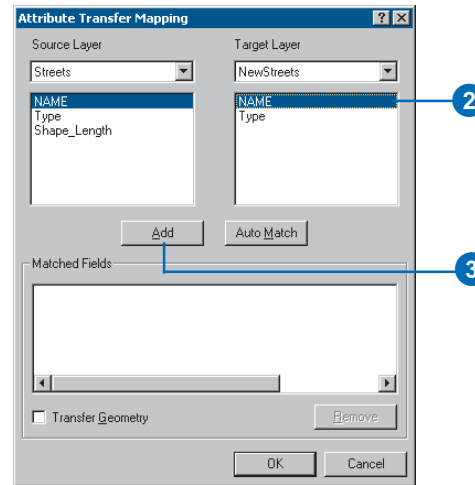 Attribute Transfer Mapping
Source Layer
Target Layer
Streets
NewStreets
NAME
Type
Shape_Length
NAME
Type
2
Add
Auto Match
3
Matched Fields
Transfer Geometry
Remove
OK
Cancel